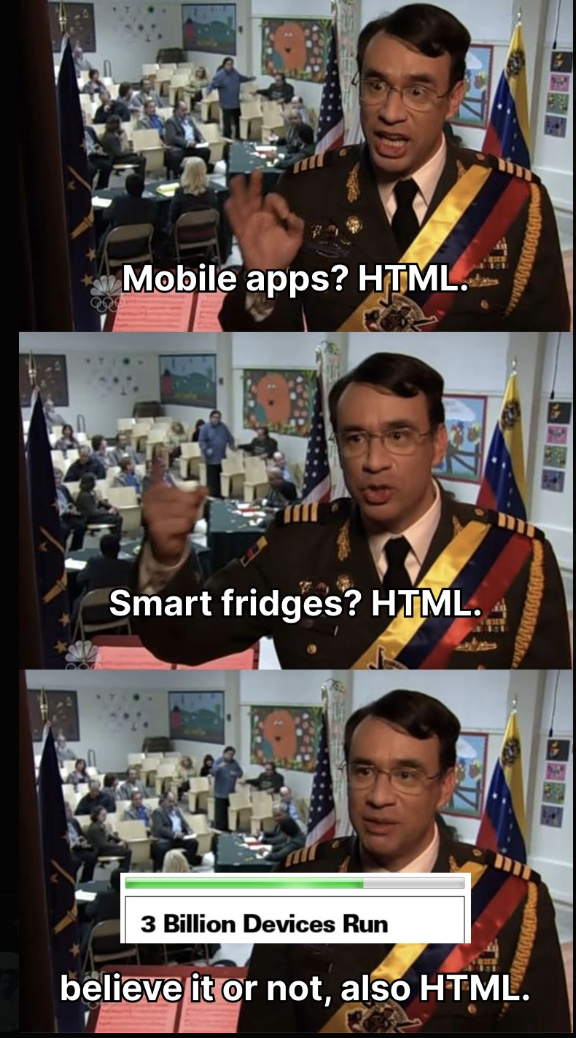 Mobile apps? HTML.
Smart fridges? HTML.
3 Billion Devices Run
believe it or not, also HTML.